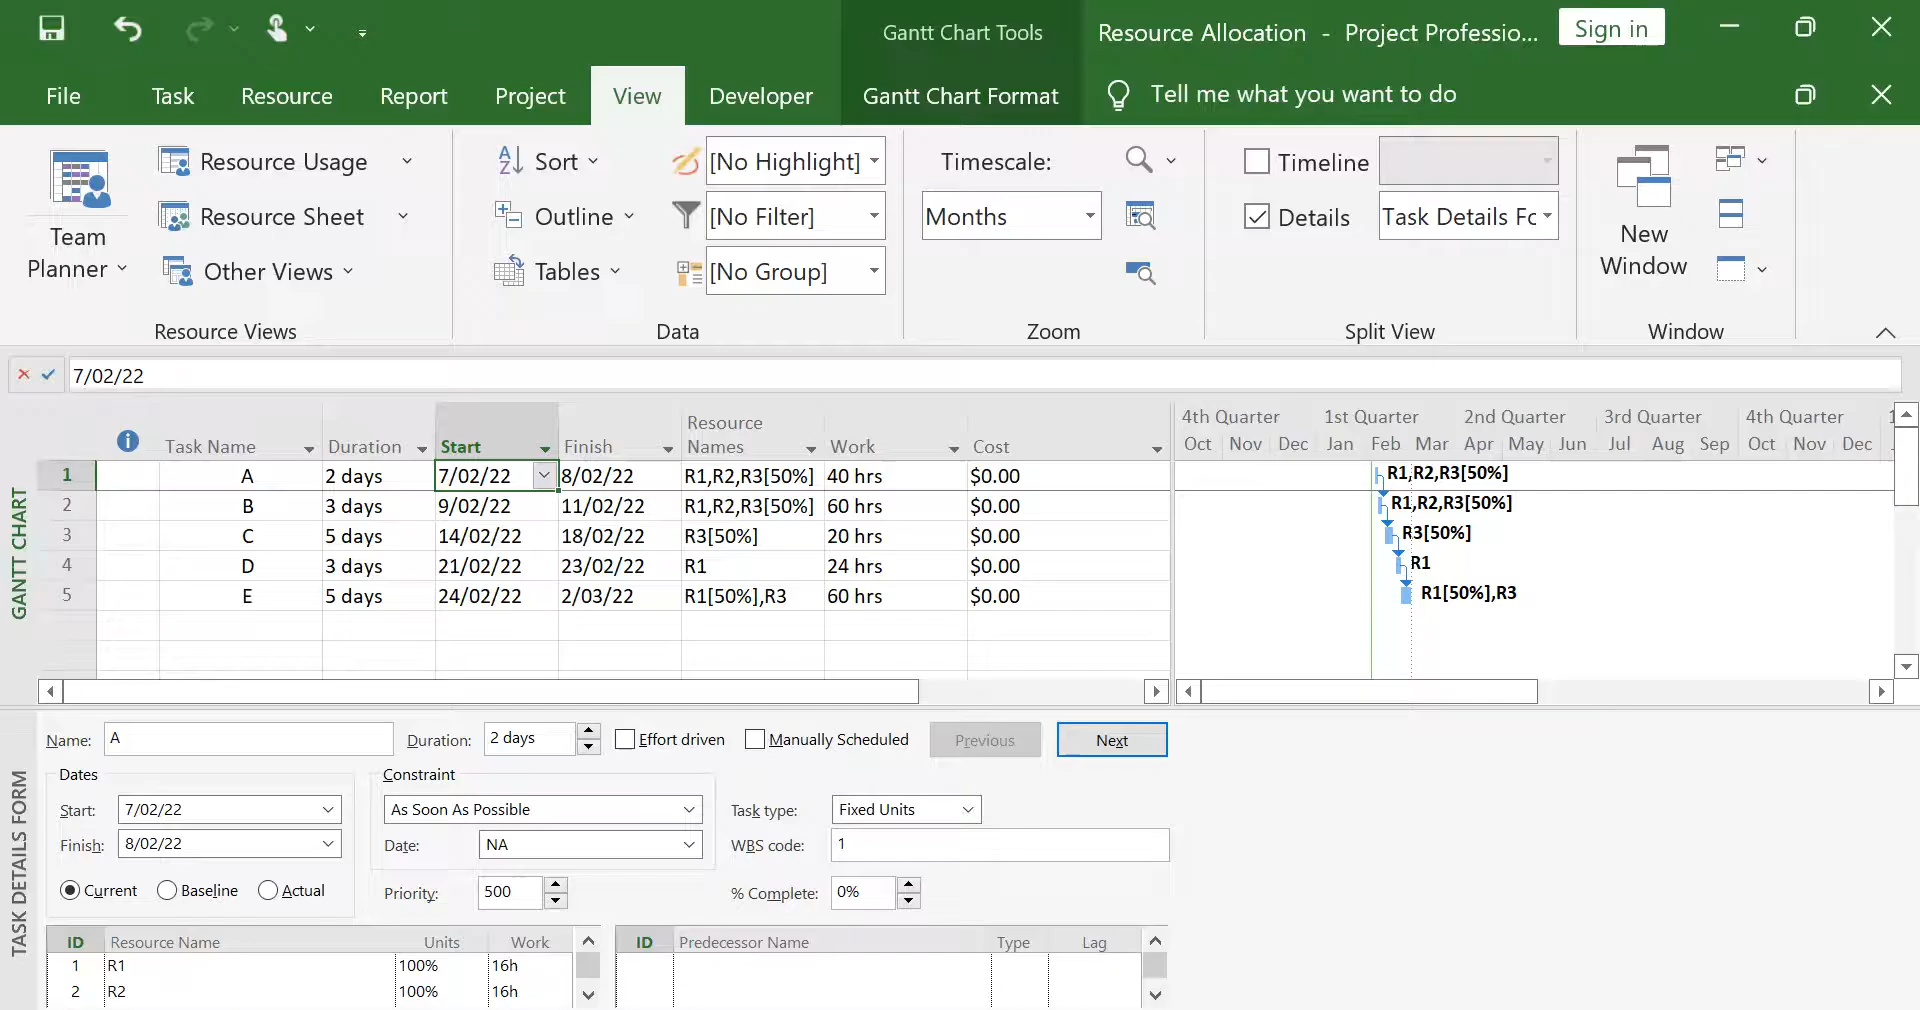 Gantt Chart Tools
Resource Allocation - Project Professio...
Sign in
File
Task
Resource
Report
Project
View
Developer
Gantt Chart Format
Tell me what you want to do
Team Planner
Resource Usage
Resource Sheet
Other Views
Resource Views
Sort
Outline
Tables
[No Highlight]
[No Filter]
[No Group]
Data
Timescale:
Months
Zoom
Timeline
Details
Task Details Fc
Split View
New Window
Window
7/02/22
GANTT CHART
Task Name Duration Start Finish Resource Names Work Cost
1 A 2 days 7/02/22 8/02/22 R1,R2,R3[50%] 40 hrs $0.00
2 B 3 days 9/02/22 11/02/22 R1,R2,R3[50%] 60 hrs $0.00
3 C 5 days 14/02/22 18/02/22 R3[50%] 20 hrs $0.00
4 D 3 days 21/02/22 23/02/22 R1 24 hrs $0.00
5 E 5 days 24/02/22 2/03/22 R1[50%],R3 60 hrs $0.00
4th Quarter 1st Quarter 2nd Quarter 3rd Quarter 4th Quarter 1
Oct Nov Dec Jan Feb Mar Apr May Jun Jul Aug Sep Oct Nov Dec
R1,R2,R3[50%]
R1,R2,R3[50%]
R3[50%]
R1
R1[50%],R3
TASK DETAILS FORM
Name: A Duration: 2 days Effort driven Manually Scheduled Previous Next
Dates
Start: 7/02/22
Finish: 8/02/22
Current Baseline Actual
Constraint
As Soon As Possible
Date: NA
Priority: 500
Task type: Fixed Units
WBS code: 1
% Complete: 0%
ID Resource Name Units Work
1 R1 100% 16h
2 R2 100% 16h
ID Predecessor Name Type Lag